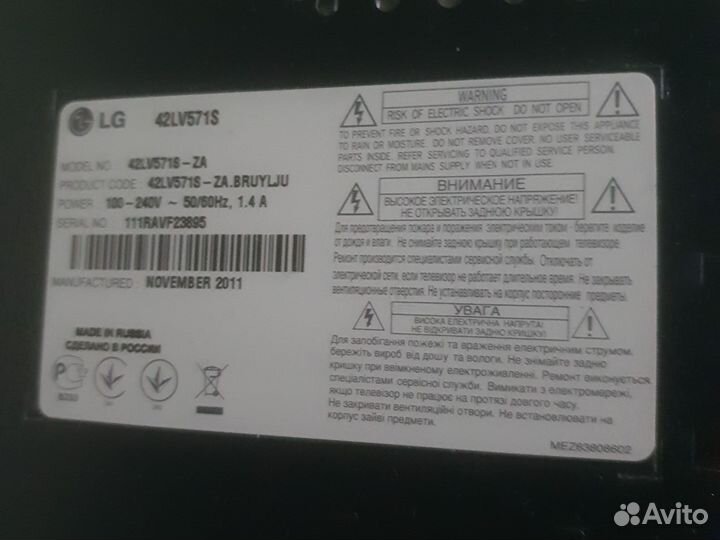 LG 42LV571S
MODEL NO. 42LV571S-ZA
PRODUCT CODE : 42LV571S-ZA.BRUYLJU
POWER : 100-240V ~ 50/60Hz, 1.4 A
SERIAL NO : 111RAVF23895
MANUFACTURED : NOVEMBER 2011
MADE IN RUSSIA
СДЕЛАНО В РОССИИ
WARNING
RISK OF ELECTRIC SHOCK DO NOT OPEN
TO PREVENT FIRE OR SHOCK HAZARD, DO NOT EXPOSE THIS APPLIANCE
TO RAIN OR MOISTURE. DO NOT REMOVE BACK COVER. NO USER SERVICEABLE
PARTS INSIDE. REFER SERVICING TO QUALIFIED SERVICE PERSONNEL.
DISCONNECT FROM MAINS SUPPLY WHEN NOT IN USE.
ВНИМАНИЕ
ВЫСОКОЕ ЭЛЕКТРИЧЕСКОЕ НАПРЯЖЕНИЕ!
НЕ ОТКРЫВАТЬ ЗАДНЮЮ КРЫШКУ!
Для предотвращения пожара и поражения электрическим током - берегите изделие
от дождя и влаги. Не снимайте заднюю крышку при работающем телевизоре.
Ремонт производится специалистами сервисной службы. Отключать от
электрической сети, если телевизор не работает длительное время. Не закрывать
вентиляционные отверстия. Не устанавливать на корпус посторонние предметы.
УВАГА
ВИСОКА ЕЛЕКТРИЧНА НАПРУГА!
НЕ ВІДКРИВАТИ ЗАДНЮ КРИШКУ!
Для запобігання пожежі та враження електричним струмом,
бережіть виріб від дощу та вологи. Не знімайте задню
кришку при ввімкненому електроживленні. Ремонт виконується
спеціалістами сервісної служби. Вимикати з електромережі,
якщо телевізор не працює на протязі довгого часу.
Не закривати вентиляційні отвори. Не встановлювати на
корпус зайві предмети.
MEZ63808602
Avito